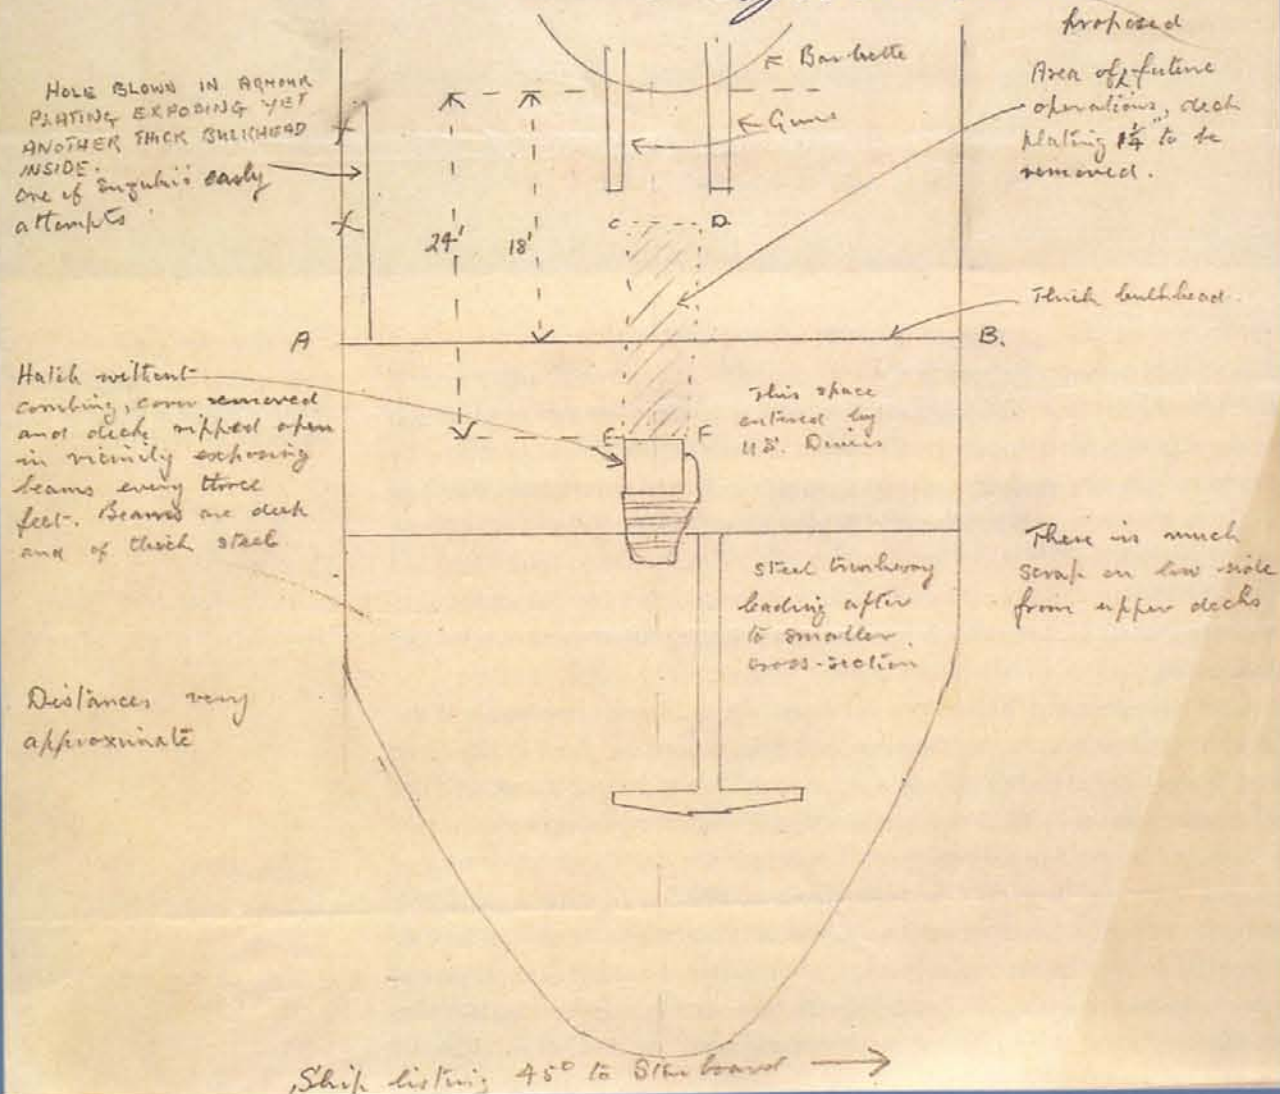 proposed
Area of future
operations, deck
plating 1¼" to be
removed.
Barbette
Guns
HOLE BLOWN IN ARMOUR
PLATING EXPOSING YET
ANOTHER THICK BULKHEAD
INSIDE.
One of Suzuki's early
attempts
24'
18'
C
D
Thick bulkhead.
A
B.
Hatch without
combing, cover removed
and deck ripped open
in vicinity exposing
beams every three
feet. Beams are deep
and of thick steel
This space
entered by
U.S. Divers
E
F
Steel trunkway
leading after
to smaller
cross-section
There is much
scrap on low side
from upper decks
Distances very
approximate
Ship listing 45° to Starboard